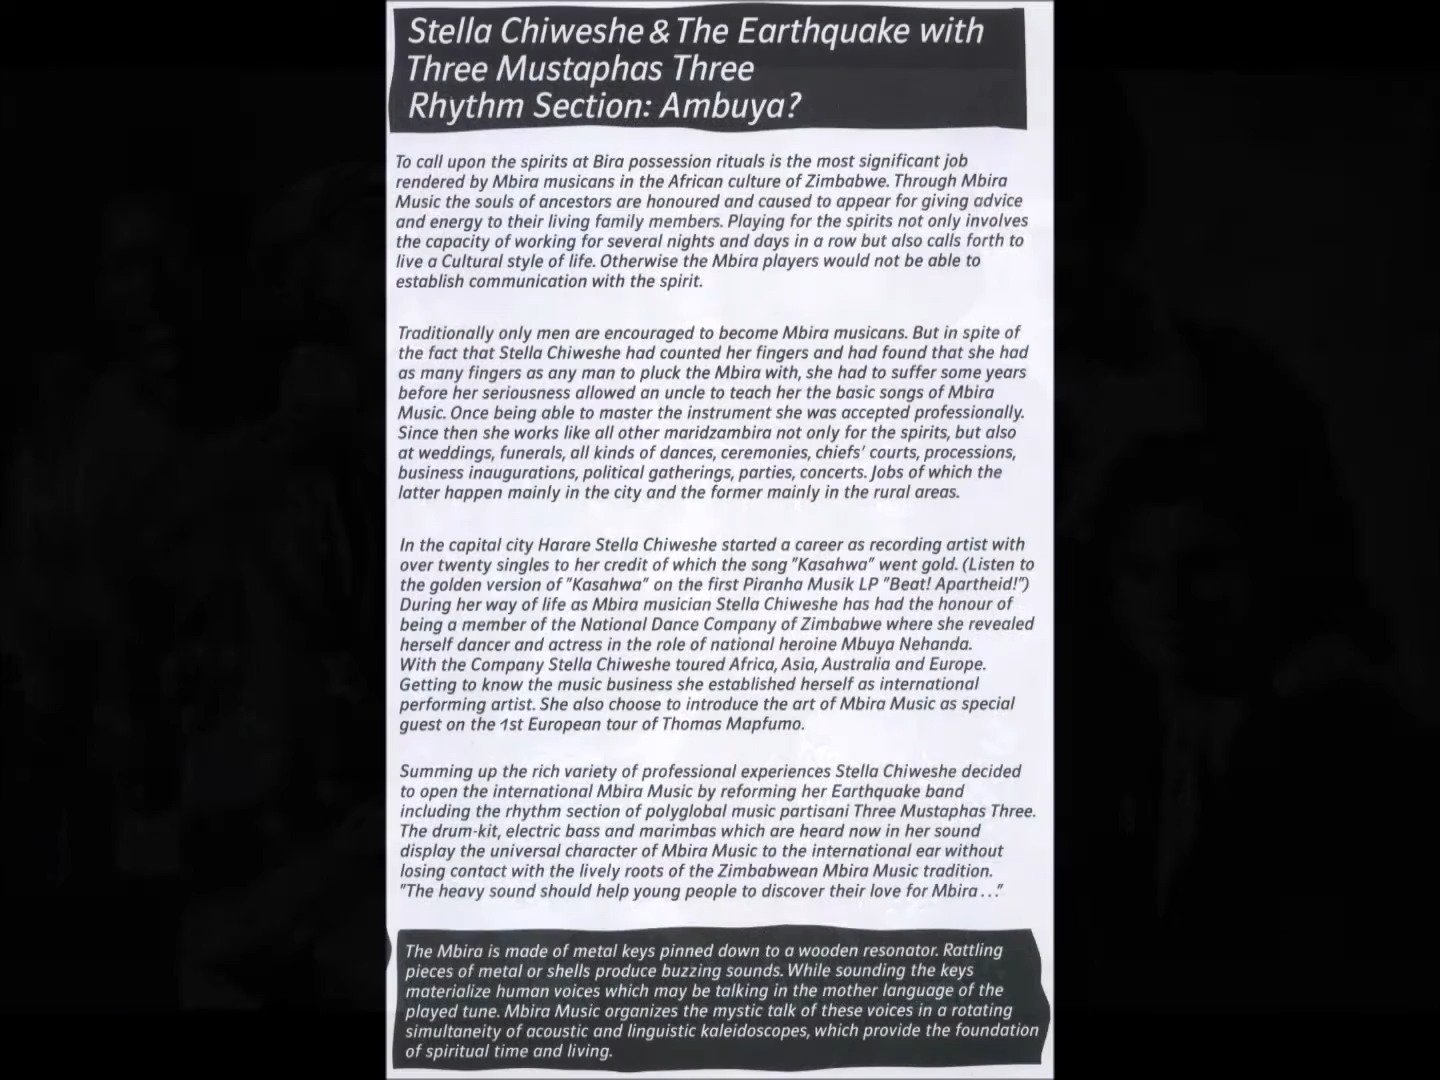 Stella Chiweshe & The Earthquake with
Three Mustaphas Three
Rhythm Section: Ambuya?
To call upon the spirits at Bira possession rituals is the most significant job
rendered by Mbira musicians in the African culture of Zimbabwe. Through Mbira
Music the souls of ancestors are honoured and caused to appear for giving advice
and energy to their living family members. Playing for the spirits not only involves
the capacity of working for several nights and days in a row but also calls forth to
live a Cultural style of life. Otherwise the Mbira players would not be able to
establish communication with the spirit.
Traditionally only men are encouraged to become Mbira musicans. But in spite of
the fact that Stella Chiweshe had counted her fingers and had found that she had
as many fingers as any man to pluck the Mbira with, she had to suffer some years
before her seriousness allowed an uncle to teach her the basic songs of Mbira
Music. Once being able to master the instrument she was accepted professionally.
Since then she works like all other maridzambira not only for the spirits, but also
at weddings, funerals, all kinds of dances, ceremonies, chiefs' courts, processions,
business inaugurations, political gatherings, parties, concerts. Jobs of which the
latter happen mainly in the city and the former mainly in the rural areas.
In the capital city Harare Stella Chiweshe started a career as recording artist with
over twenty singles to her credit of which the song "Kasahwa" went gold. (Listen to
the golden version of "Kasahwa" on the first Piranha Musik LP "Beat! Apartheid!")
During her way of life as Mbira musician Stella Chiweshe has had the honour of
being a member of the National Dance Company of Zimbabwe where she revealed
herself dancer and actress in the role of national heroine Mbuya Nehanda.
With the Company Stella Chiweshe toured Africa, Asia, Australia and Europe.
Getting to know the music business she established herself as international
performing artist. She also choose to introduce the art of Mbira Music as special
guest on the 1st European tour of Thomas Mapfumo.
Summing up the rich variety of professional experiences Stella Chiweshe decided
to open the international Mbira Music by reforming her Earthquake band
including the rhythm section of polyglobal music partisani Three Mustaphas Three.
The drum-kit, electric bass and marimbas which are heard now in her sound
display the universal character of Mbira Music to the international ear without
losing contact with the lively roots of the Zimbabwean Mbira Music tradition.
"The heavy sound should help young people to discover their love for Mbira . . ."
The Mbira is made of metal keys pinned down to a wooden resonator. Rattling
pieces of metal or shells produce buzzing sounds. While sounding the keys
materialize human voices which may be talking in the mother language of the
played tune. Mbira Music organizes the mystic talk of these voices in a rotating
simultaneity of acoustic and linguistic kaleidoscopes, which provide the foundation
of spiritual time and living.